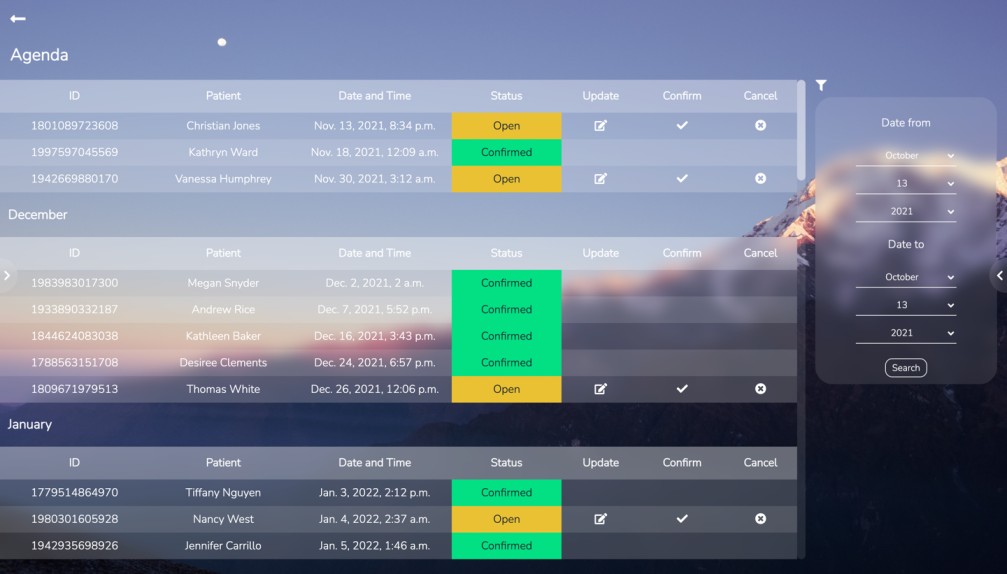 Agenda
ID Patient Date and Time Status Update Confirm Cancel
1801089723608 Christian Jones Nov. 13, 2021, 8:34 p.m. Open
1997597045569 Kathryn Ward Nov. 18, 2021, 12:09 a.m. Confirmed
1942669880170 Vanessa Humphrey Nov. 30, 2021, 3:12 a.m. Open
December
ID Patient Date and Time Status Update Confirm Cancel
1983983017300 Megan Snyder Dec. 2, 2021, 2 a.m. Confirmed
1933890332187 Andrew Rice Dec. 7, 2021, 5:52 p.m. Confirmed
1844624083038 Kathleen Baker Dec. 16, 2021, 3:43 p.m. Confirmed
1788563151708 Desiree Clements Dec. 24, 2021, 6:57 p.m. Confirmed
1809671979513 Thomas White Dec. 26, 2021, 12:06 p.m. Open
January
ID Patient Date and Time Status Update Confirm Cancel
1779514864970 Tiffany Nguyen Jan. 3, 2022, 2:12 p.m. Confirmed
1980301605928 Nancy West Jan. 4, 2022, 2:37 a.m. Open
1942935698926 Jennifer Carrillo Jan. 5, 2022, 1:46 a.m. Confirmed
Date from
October
13
2021
Date to
October
13
2021
Search